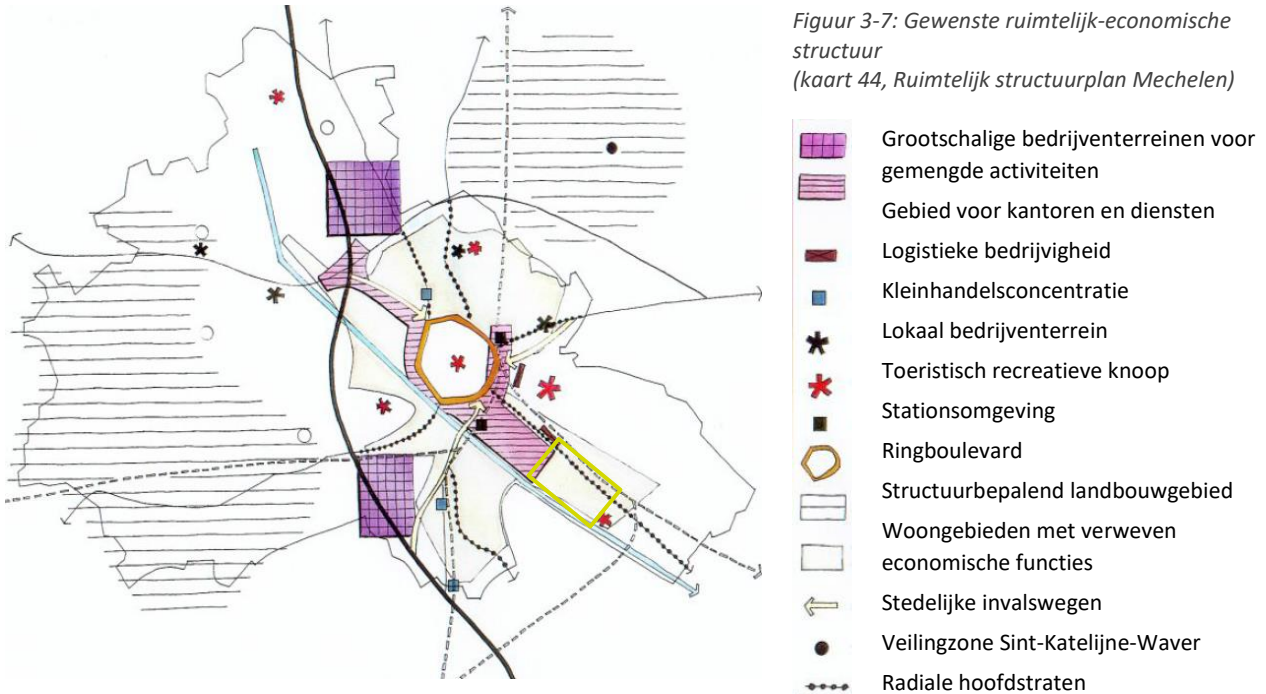 Figuur 3-7: Gewenste ruimtelijk-economische
structuur
(kaart 44, Ruimtelijk structuurplan Mechelen)
Grootschalige bedrijventerreinen voor
gemengde activiteiten
Gebied voor kantoren en diensten
Logistieke bedrijvigheid
Kleinhandelsconcentratie
Lokaal bedrijventerrein
Toeristisch recreatieve knoop
Stationsomgeving
Ringboulevard
Structuurbepalend landbouwgebied
Woongebieden met verweven
economische functies
Stedelijke invalswegen
Veilingzone Sint-Katelijne-Waver
Radiale hoofdstraten